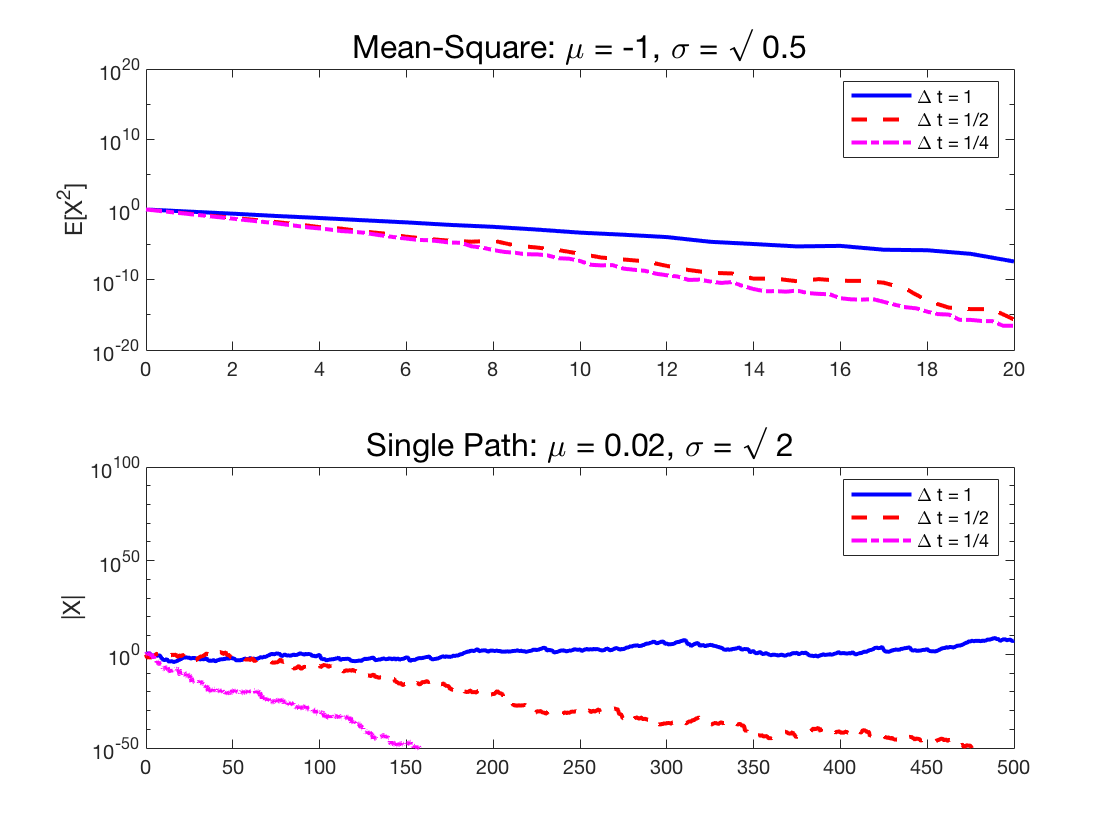 Mean-Square: μ = -1, σ = √ 0.5
10^20
10^10
10^0
10^-10
10^-20
E[X^2]
Δ t = 1
Δ t = 1/2
Δ t = 1/4
0 2 4 6 8 10 12 14 16 18 20
Single Path: μ = 0.02, σ = √ 2
10^100
10^50
10^0
10^-50
|X|
Δ t = 1
Δ t = 1/2
Δ t = 1/4
0 50 100 150 200 250 300 350 400 450 500